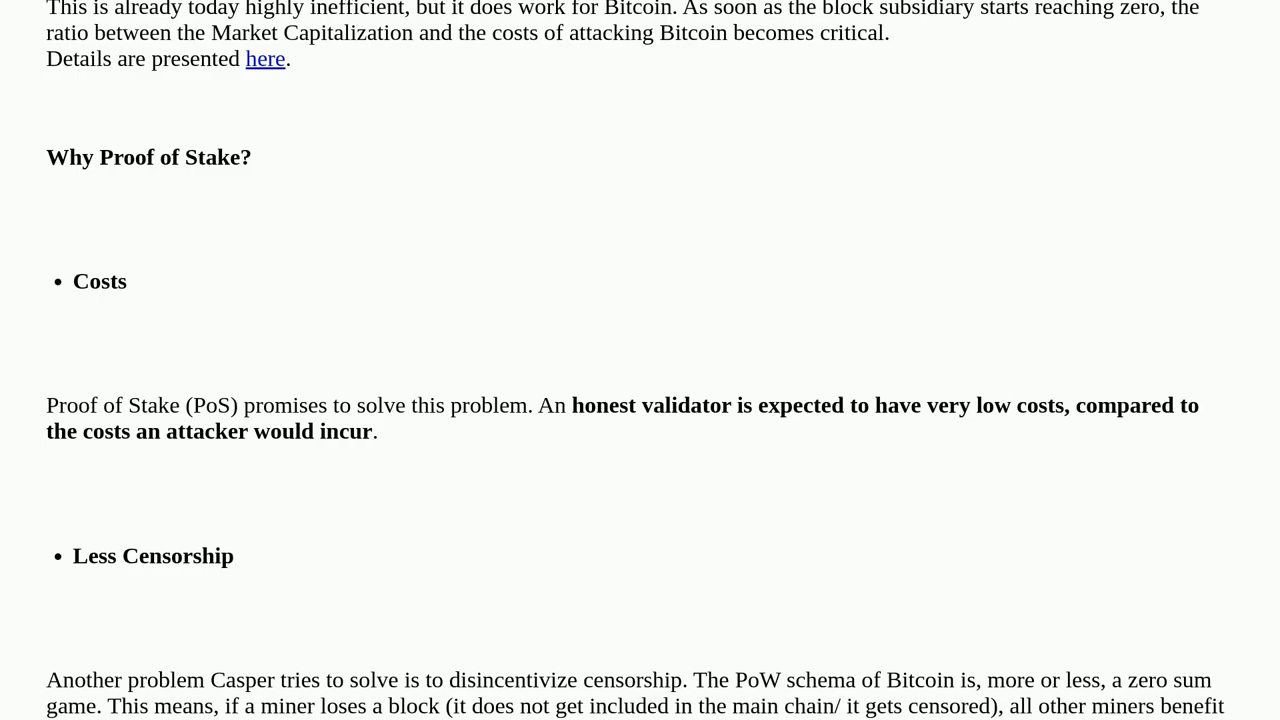 This is already today highly inefficient, but it does work for Bitcoin. As soon as the block subsidiary starts reaching zero, the
ratio between the Market Capitalization and the costs of attacking Bitcoin becomes critical.
Details are presented here.
Why Proof of Stake?
• Costs
Proof of Stake (PoS) promises to solve this problem. An honest validator is expected to have very low costs, compared to
the costs an attacker would incur.
• Less Censorship
Another problem Casper tries to solve is to disincentivize censorship. The PoW schema of Bitcoin is, more or less, a zero sum
game. This means, if a miner loses a block (it does not get included in the main chain/ it gets censored), all other miners benefit